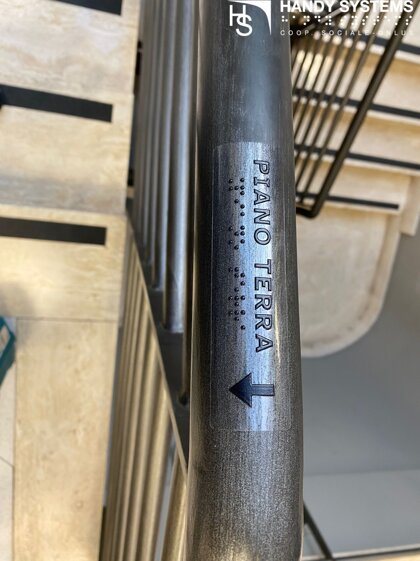 HS
HANDY SYSTEMS
COOP. SOCIALE-ONLUS
PIANO TERRA